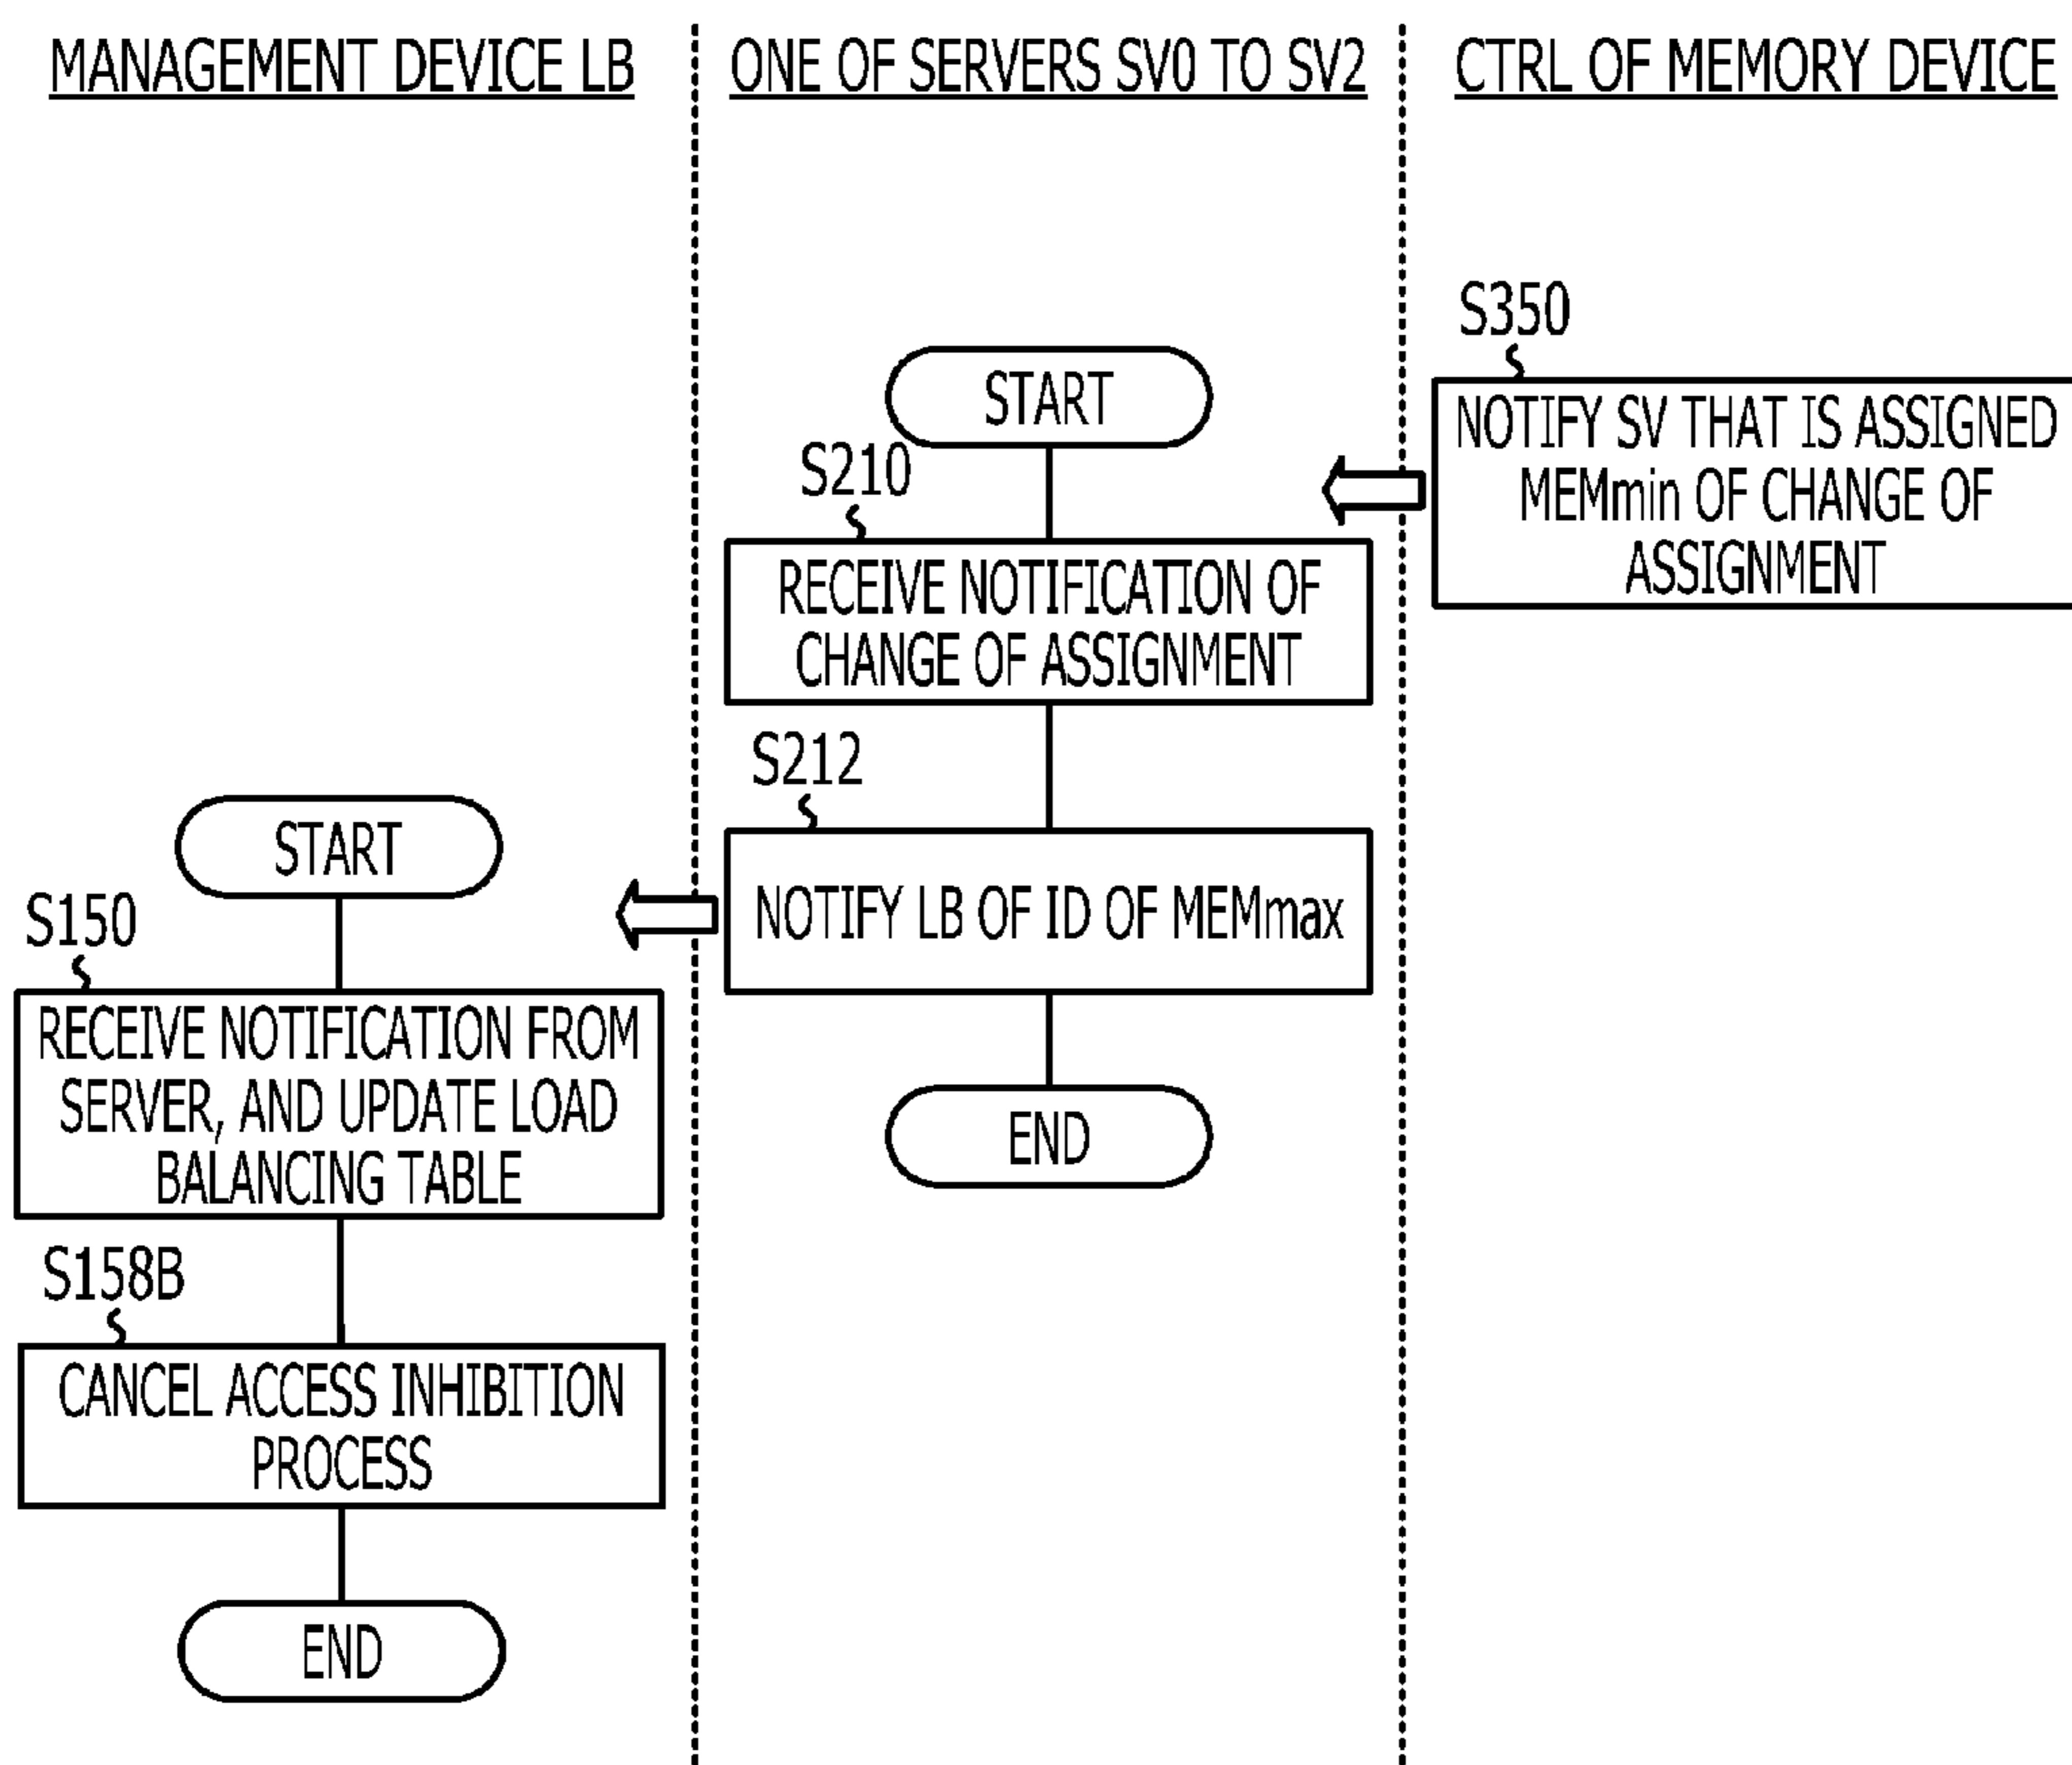 MANAGEMENT DEVICE LB
ONE OF SERVERS SV0 TO SV2
CTRL OF MEMORY DEVICE
S350
NOTIFY SV THAT IS ASSIGNED
MEMmin OF CHANGE OF
ASSIGNMENT
START
S210
RECEIVE NOTIFICATION OF
CHANGE OF ASSIGNMENT
S212
NOTIFY LB OF ID OF MEMmax
END
START
S150
RECEIVE NOTIFICATION FROM
SERVER, AND UPDATE LOAD
BALANCING TABLE
S158B
CANCEL ACCESS INHIBITION
PROCESS
END